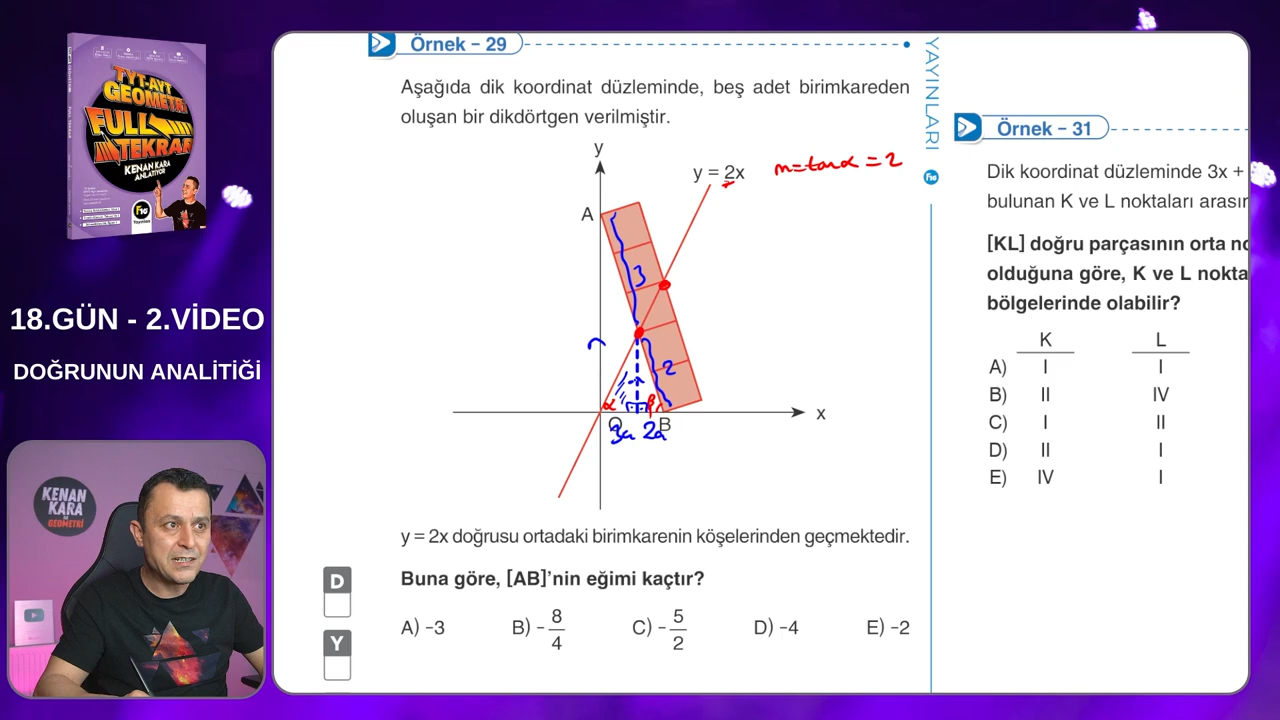 TYT-AYT
GEOMETRİ
FULL
TEKRAR
KENAN KARA
ANLATIYOR
18.GÜN - 2.VİDEO
DOĞRUNUN ANALİTİĞİ
KENAN
KARA
GEOMETRİ
Örnek – 29
Aşağıda dik koordinat düzleminde, beş adet birimkareden
oluşan bir dikdörtgen verilmiştir.
y
y = 2x
m=tanα = 2
A
3
2
α
β
O
B
x
3a 2a
y = 2x doğrusu ortadaki birimkarenin köşelerinden geçmektedir.
Buna göre, [AB]'nin eğimi kaçtır?
A) –3 B) –8/4 C) –5/2 D) –4 E) –2
D
Y
YAYINLARI
Örnek – 31
Dik koordinat düzleminde 3x +
bulunan K ve L noktaları arasır
[KL] doğru parçasının orta no
olduğuna göre, K ve L nokta
bölgelerinde olabilir?
K L
A) I I
B) II IV
C) I II
D) II I
E) IV I